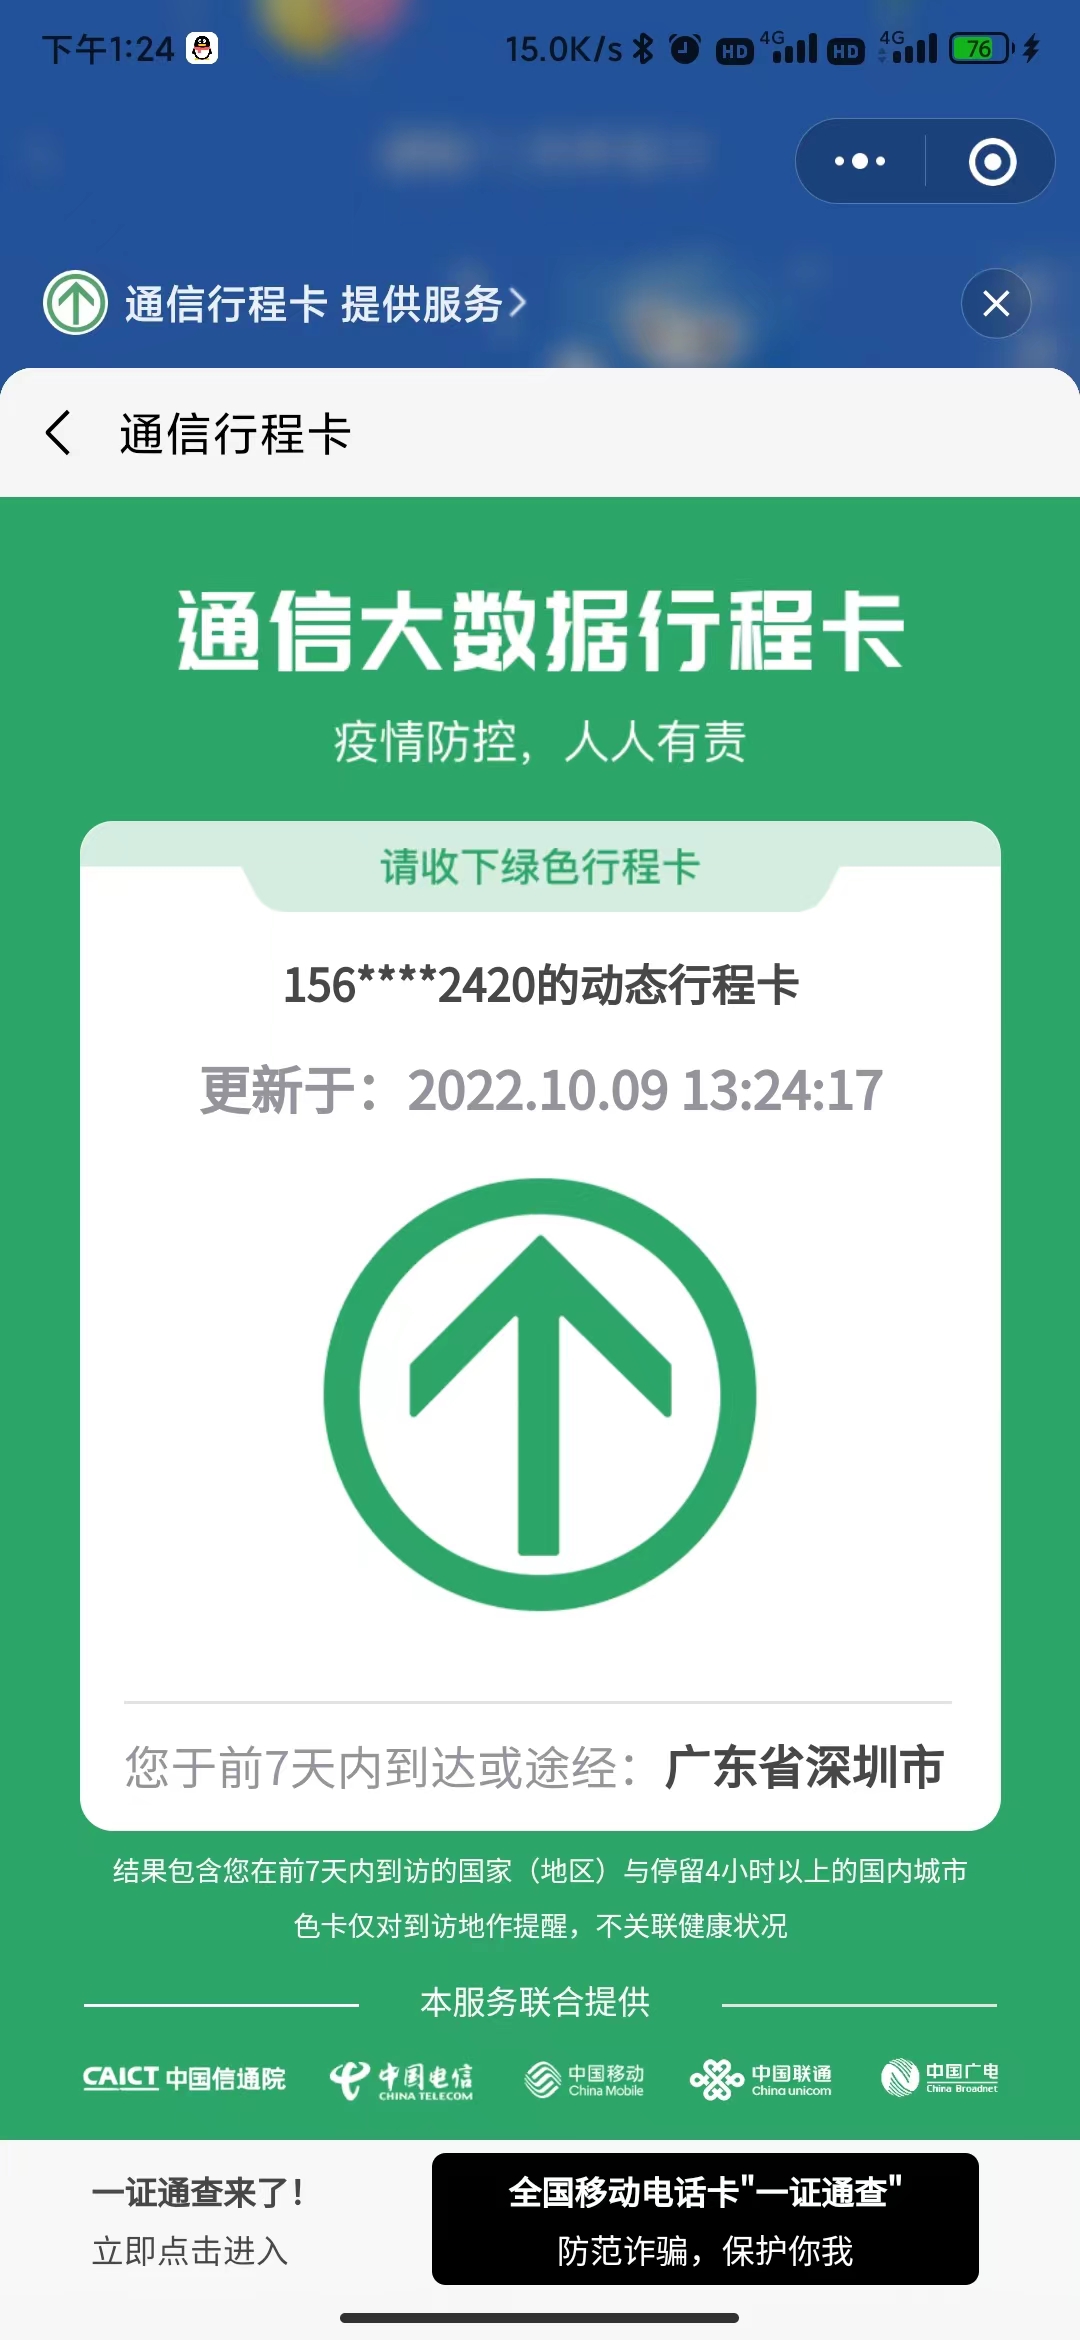 下午1:24 15.0K/s HD 4G HD 4G 76
通信行程卡 提供服务
通信行程卡
通信大数据行程卡
疫情防控，人人有责
请收下绿色行程卡
156****2420的动态行程卡
更新于：2022.10.09 13:24:17
您于前7天内到达或途经：广东省深圳市
结果包含您在前7天内到访的国家（地区）与停留4小时以上的国内城市
色卡仅对到访地作提醒，不关联健康状况
本服务联合提供
CAICT 中国信通院 中国电信 CHINA TELECOM 中国移动 China Mobile 中国联通 China unicom 中国广电 China Broadnet
一证通查来了！
立即点击进入
全国移动电话卡"一证通查"
防范诈骗，保护你我